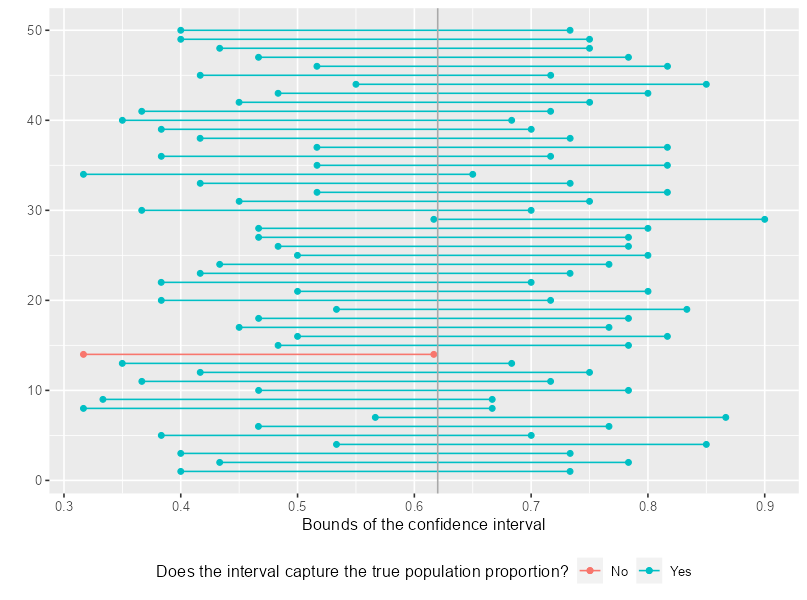 50
40
30
20
10
0
0.3 0.4 0.5 0.6 0.7 0.8 0.9
Bounds of the confidence interval
Does the interval capture the true population proportion? No Yes